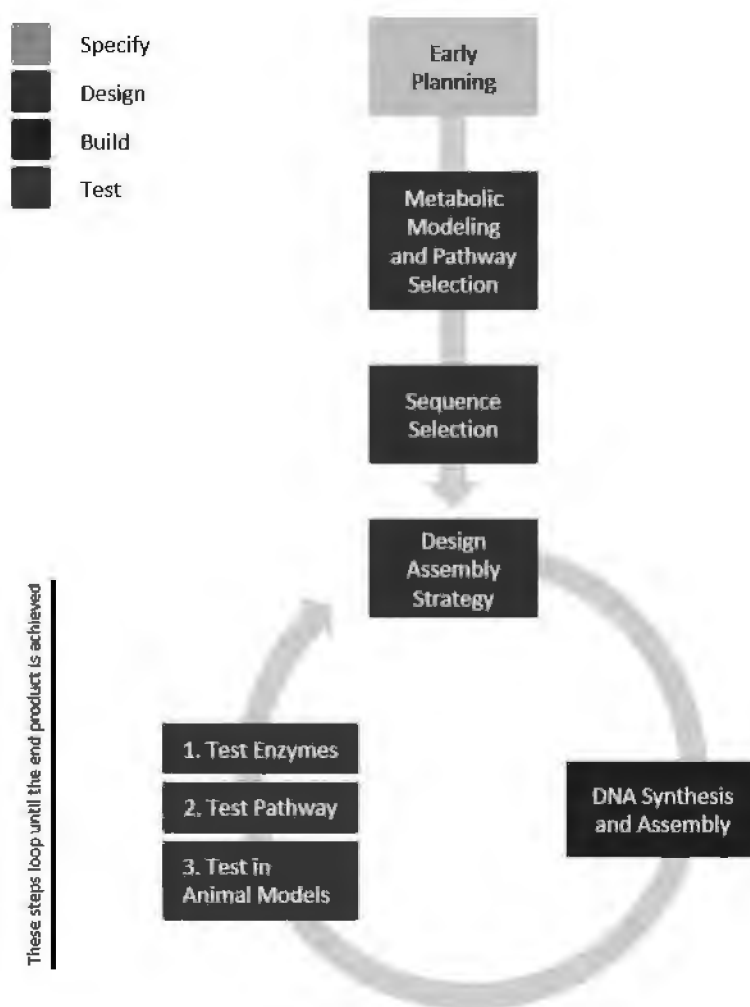 Specify
Design
Build
Test
Early
Planning
Metabolic
Modeling
and Pathway
Selection
Sequence
Selection
Design
Assembly
Strategy
These steps loop until the end product is achieved
1. Test Enzymes
2. Test Pathway
3. Test in
Animal Models
DNA Synthesis
and Assembly